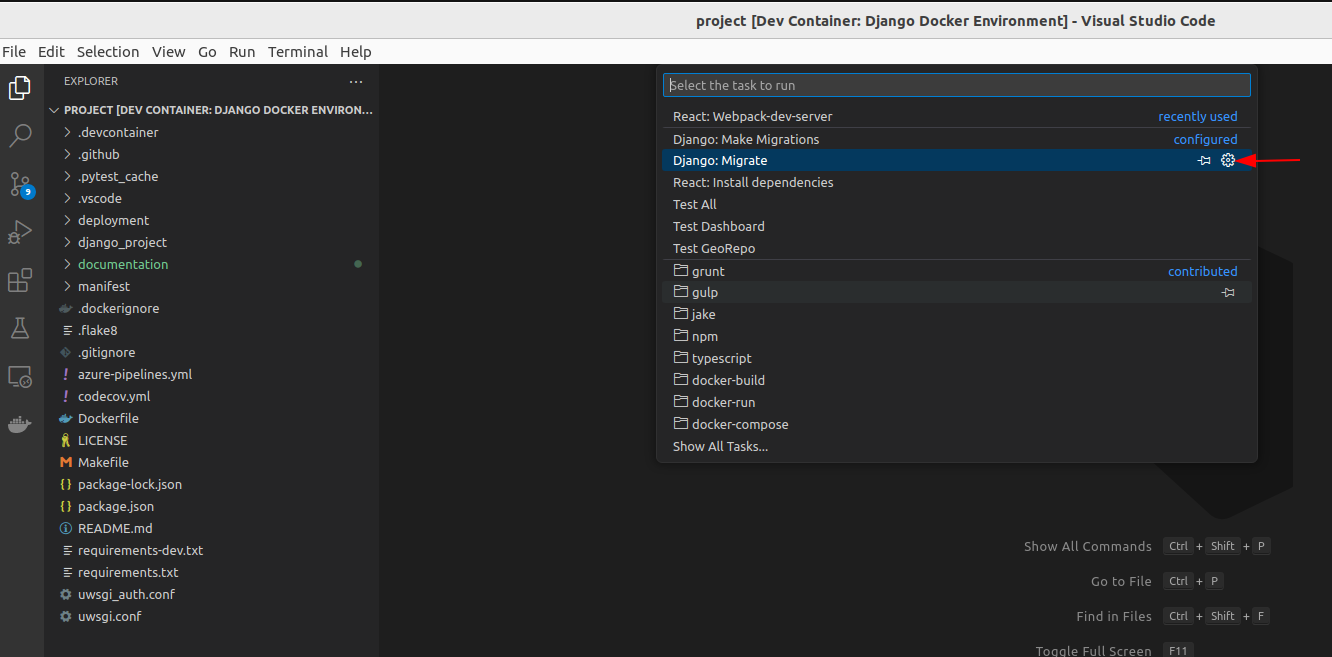 project [Dev Container: Django Docker Environment] - Visual Studio Code
File Edit Selection View Go Run Terminal Help
EXPLORER ...
PROJECT [DEV CONTAINER: DJANGO DOCKER ENVIRON...
.devcontainer
.github
.pytest_cache
.vscode
deployment
django_project
documentation
manifest
.dockerignore
.flake8
.gitignore
azure-pipelines.yml
codecov.yml
Dockerfile
LICENSE
Makefile
package-lock.json
package.json
README.md
requirements-dev.txt
requirements.txt
uwsgi_auth.conf
uwsgi.conf
9
Select the task to run
React: Webpack-dev-server recently used
Django: Make Migrations configured
Django: Migrate
React: Install dependencies
Test All
Test Dashboard
Test GeoRepo
grunt contributed
gulp
jake
npm
typescript
docker-build
docker-run
docker-compose
Show All Tasks...
Show All Commands Ctrl + Shift + P
Go to File Ctrl + P
Find in Files Ctrl + Shift + F
Toggle Full Screen F11